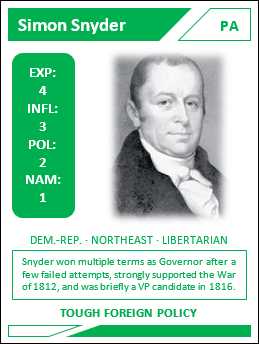 Simon Snyder
PA
EXP:
4
INFL:
3
POL:
2
NAM:
1
DEM.-REP. · NORTHEAST · LIBERTARIAN
Snyder won multiple terms as Governor after a
few failed attempts, strongly supported the War
of 1812, and was briefly a VP candidate in 1816.
TOUGH FOREIGN POLICY